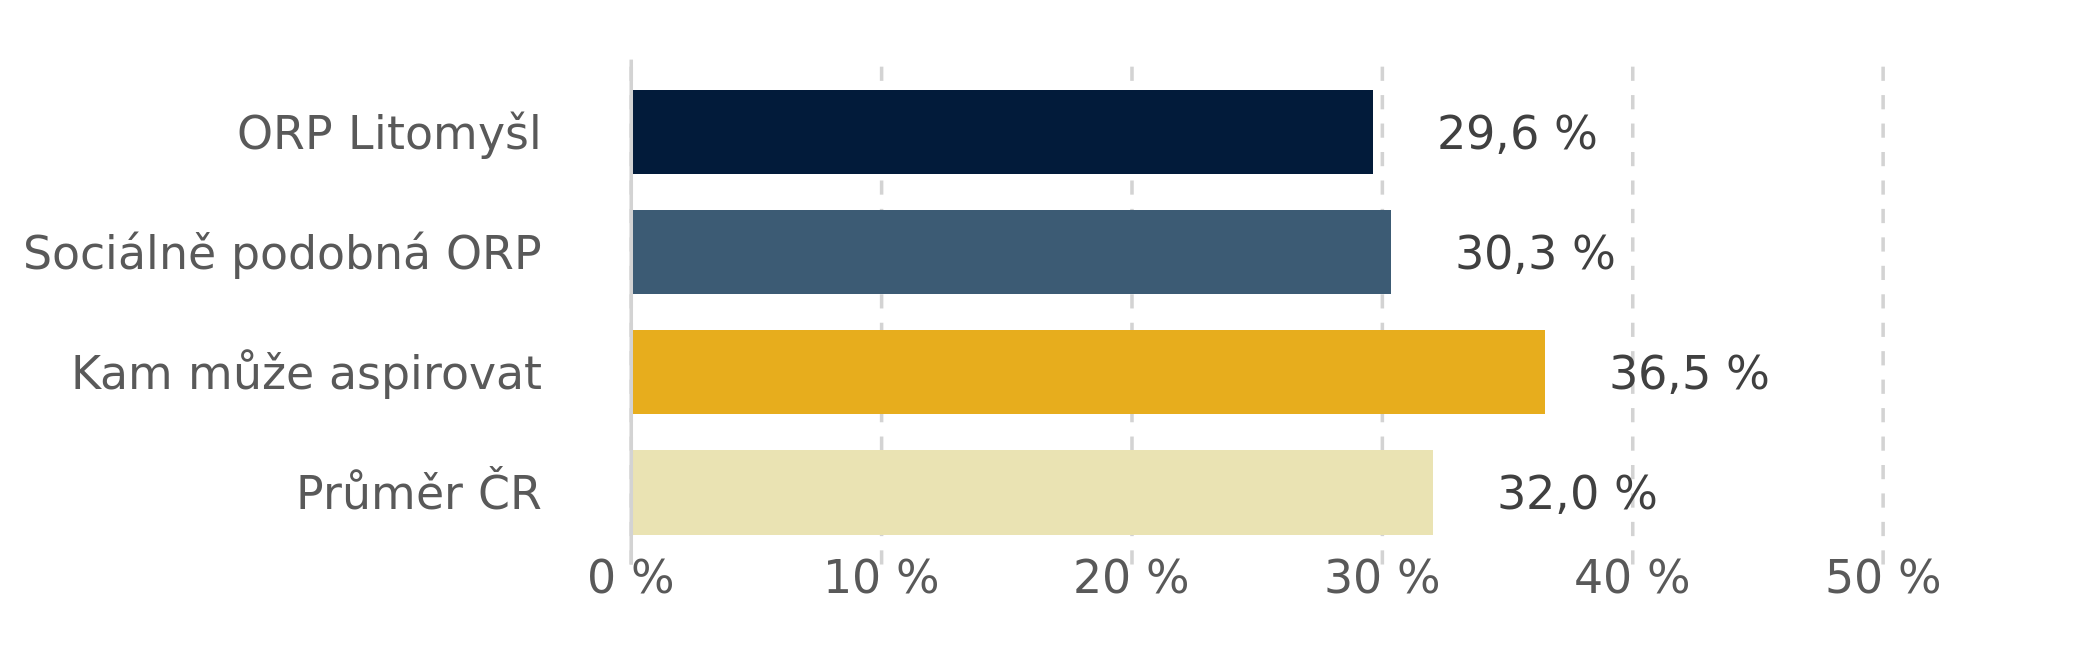 ORP Litomyšl 29,6 %
Sociálně podobná ORP 30,3 %
Kam může aspirovat 36,5 %
Průměr ČR 32,0 %
0 % 10 % 20 % 30 % 40 % 50 %